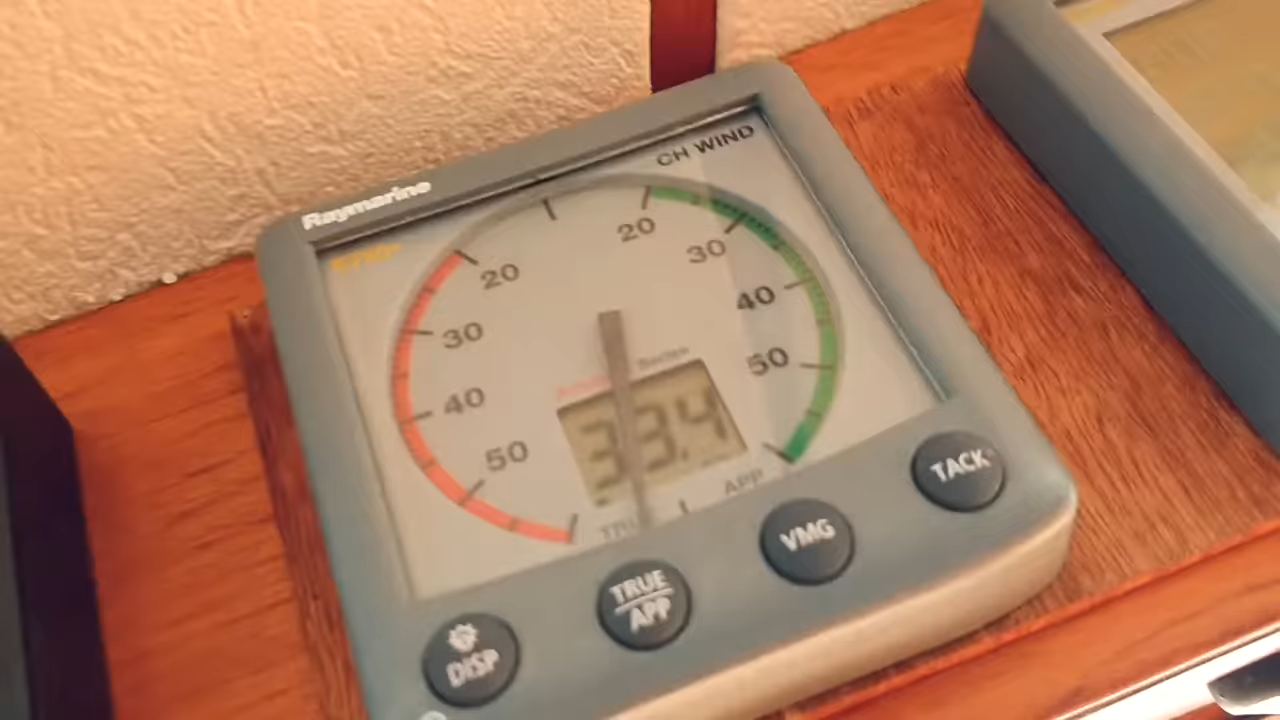 Raymarine
CH WIND
20
20
30
30
40
40
50
50
33.4
APP
TACK
VMG
TRUE
APP
DISP